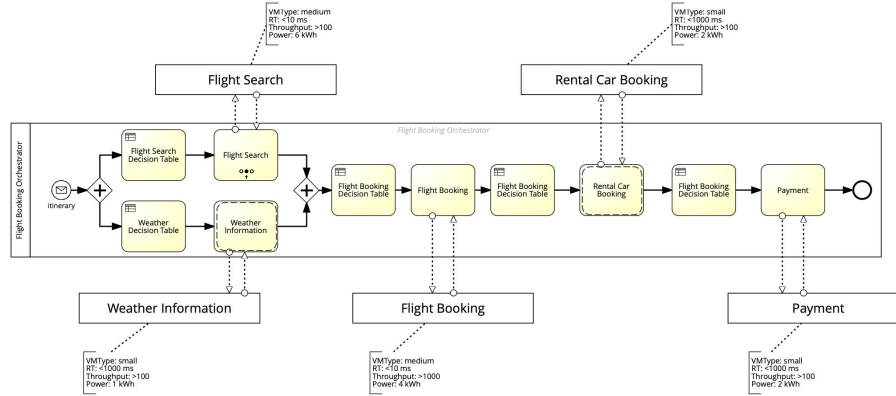 VMType: medium
RT: <10 ms
Throughput: >100
Power: 6 kWh
VMType: small
RT: <1000 ms
Throughput: >100
Power: 2 kWh
Flight Search
Rental Car Booking
Flight Booking Orchestrator
Flight Booking Orchestrator
itinerary
Flight Search
Decision Table
Flight Search
Weather
Decision Table
Weather
Information
Flight Booking
Decision Table
Flight Booking
Flight Booking
Decision Table
Rental Car
Booking
Flight Booking
Decision Table
Payment
Weather Information
Flight Booking
Payment
VMType: small
RT: <1000 ms
Throughput: >100
Power: 1 kWh
VMType: medium
RT: <10 ms
Throughput: >1000
Power: 4 kWh
VMType: small
RT: <1000 ms
Throughput: >100
Power: 2 kWh